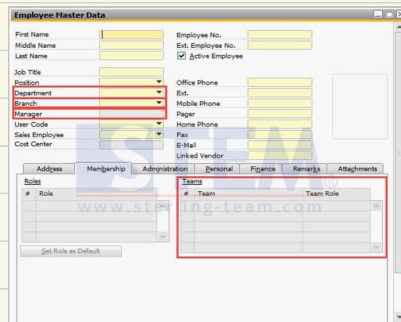 Employee Master Data
First Name
Middle Name
Last Name
Job Title
Position
Department
Branch
Manager
User Code
Sales Employee
Cost Center
Employee No.
Ext. Employee No.
Active Employee
Office Phone
Ext.
Mobile Phone
Pager
Home Phone
Fax
E-Mail
Linked Vendor
Address Membership Administration Personal Finance Remarks Attachments
Roles
# Role
Set Role as Default
Teams
# Team Team Role
STEM
®
www.sterling-team.com